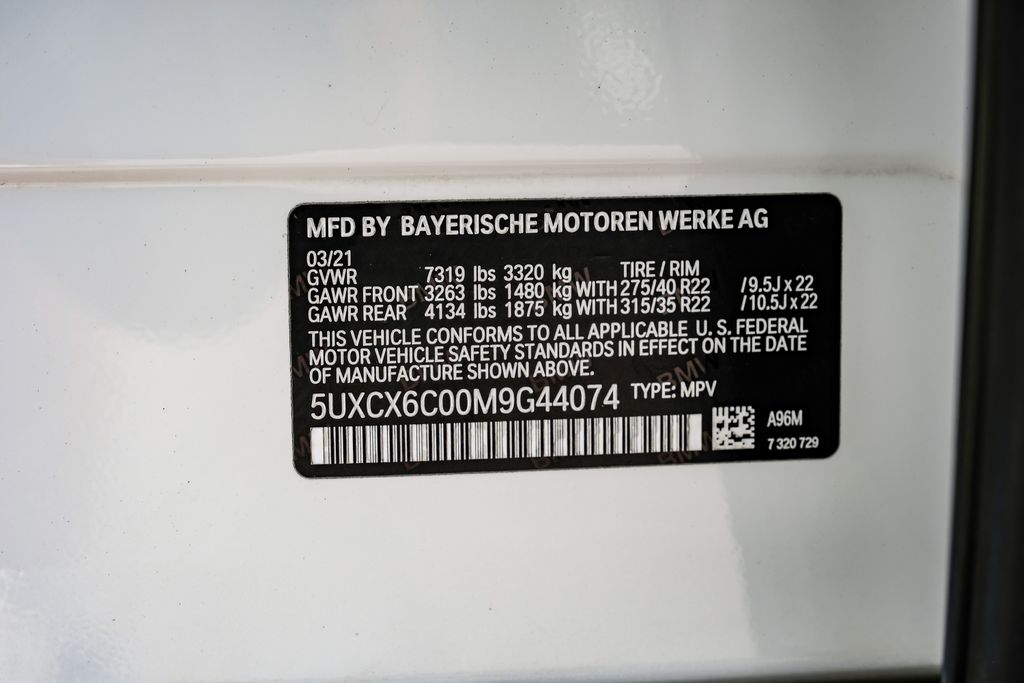 MFD BY BAYERISCHE MOTOREN WERKE AG
03/21
GVWR 7319 lbs 3320 kg TIRE / RIM
GAWR FRONT 3263 lbs 1480 kg WITH 275/40 R22 /9.5J x 22
GAWR REAR 4134 lbs 1875 kg WITH 315/35 R22 /10.5J x 22
THIS VEHICLE CONFORMS TO ALL APPLICABLE U. S. FEDERAL
MOTOR VEHICLE SAFETY STANDARDS IN EFFECT ON THE DATE
OF MANUFACTURE SHOWN ABOVE.
5UXCX6C00M9G44074 TYPE: MPV
A96M
7 320 729